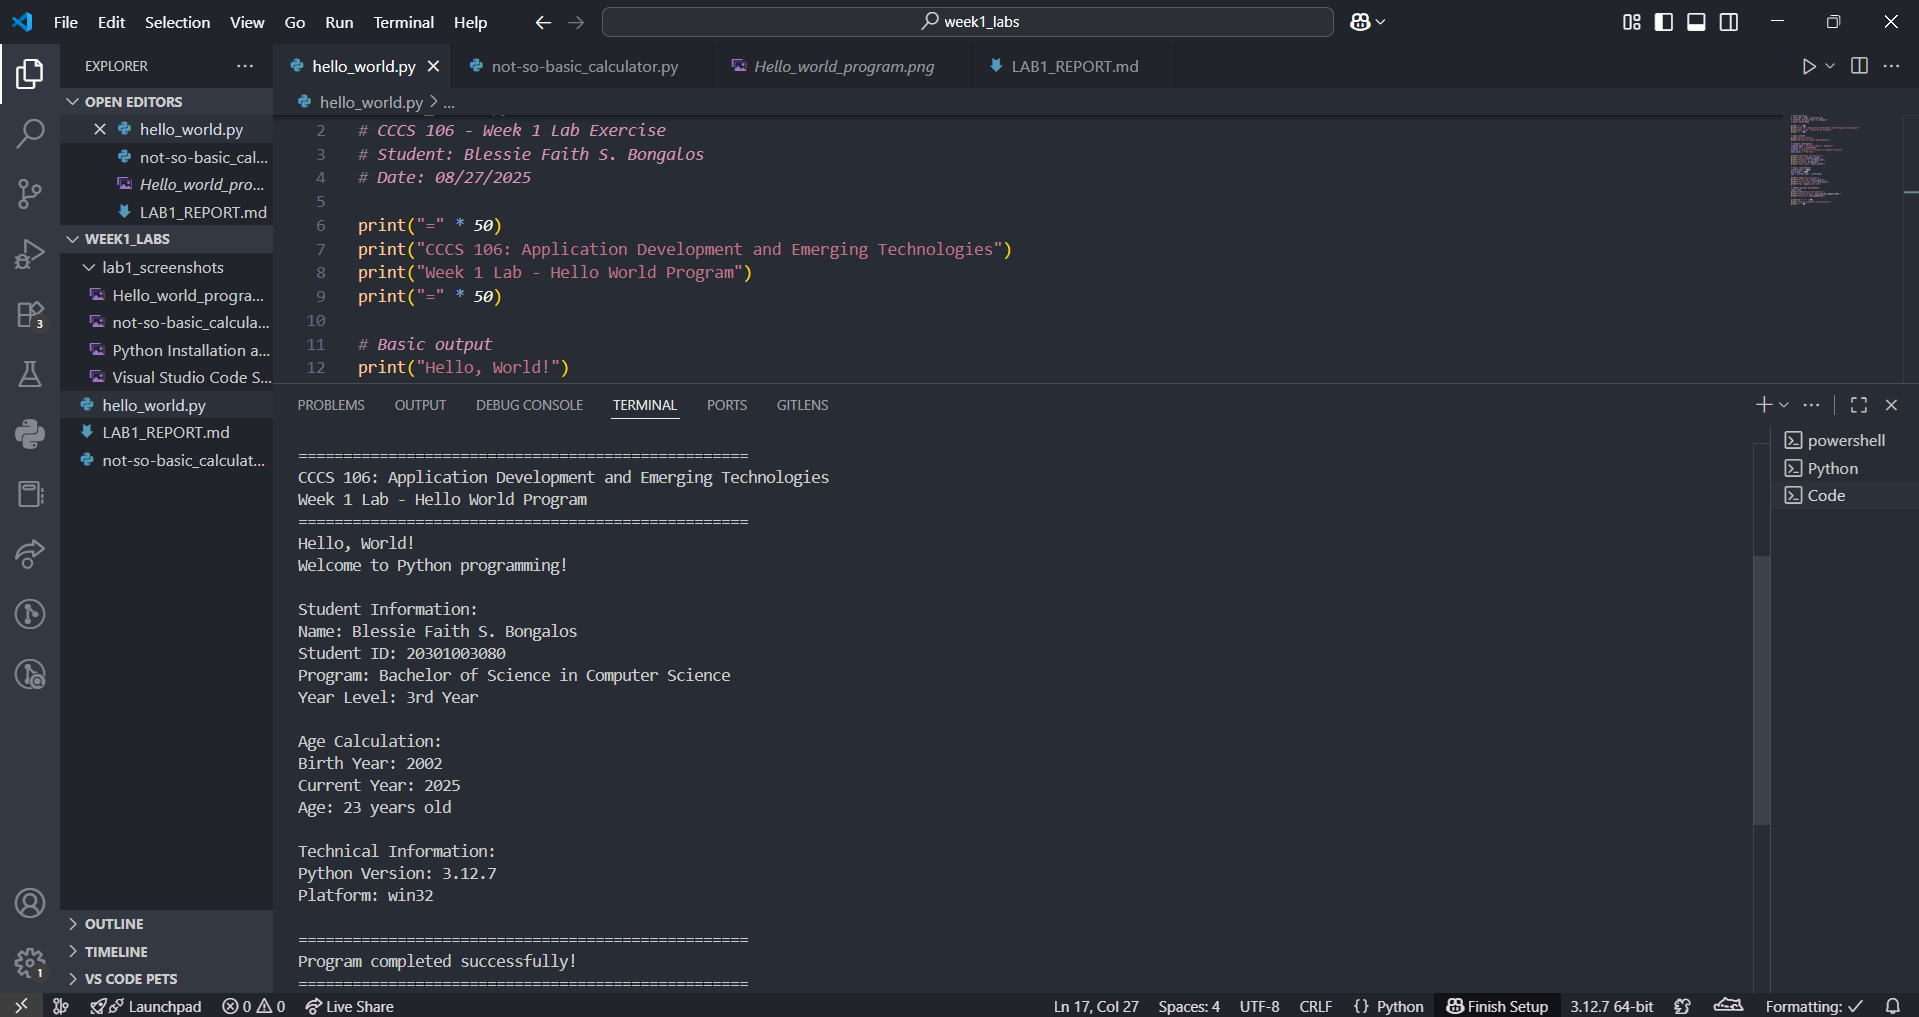 File Edit Selection View Go Run Terminal Help
week1_labs
EXPLORER
OPEN EDITORS
hello_world.py
not-so-basic_cal...
Hello_world_pro...
LAB1_REPORT.md
WEEK1_LABS
lab1_screenshots
Hello_world_progra...
not-so-basic_calcula...
Python Installation a...
Visual Studio Code S...
hello_world.py
LAB1_REPORT.md
not-so-basic_calculat...
OUTLINE
TIMELINE
VS CODE PETS
3
1
hello_world.py not-so-basic_calculator.py Hello_world_program.png LAB1_REPORT.md
hello_world.py > ...
2 # CCCS 106 - Week 1 Lab Exercise
3 # Student: Blessie Faith S. Bongalos
4 # Date: 08/27/2025
5
6 print("=" * 50)
7 print("CCCS 106: Application Development and Emerging Technologies")
8 print("Week 1 Lab - Hello World Program")
9 print("=" * 50)
10
11 # Basic output
12 print("Hello, World!")
PROBLEMS OUTPUT DEBUG CONSOLE TERMINAL PORTS GITLENS
==================================================
CCCS 106: Application Development and Emerging Technologies
Week 1 Lab - Hello World Program
==================================================
Hello, World!
Welcome to Python programming!
Student Information:
Name: Blessie Faith S. Bongalos
Student ID: 20301003080
Program: Bachelor of Science in Computer Science
Year Level: 3rd Year
Age Calculation:
Birth Year: 2002
Current Year: 2025
Age: 23 years old
Technical Information:
Python Version: 3.12.7
Platform: win32
==================================================
Program completed successfully!
==================================================
powershell
Python
Code
Launchpad 0 0 Live Share Ln 17, Col 27 Spaces: 4 UTF-8 CRLF {} Python Finish Setup 3.12.7 64-bit Formatting: ✓